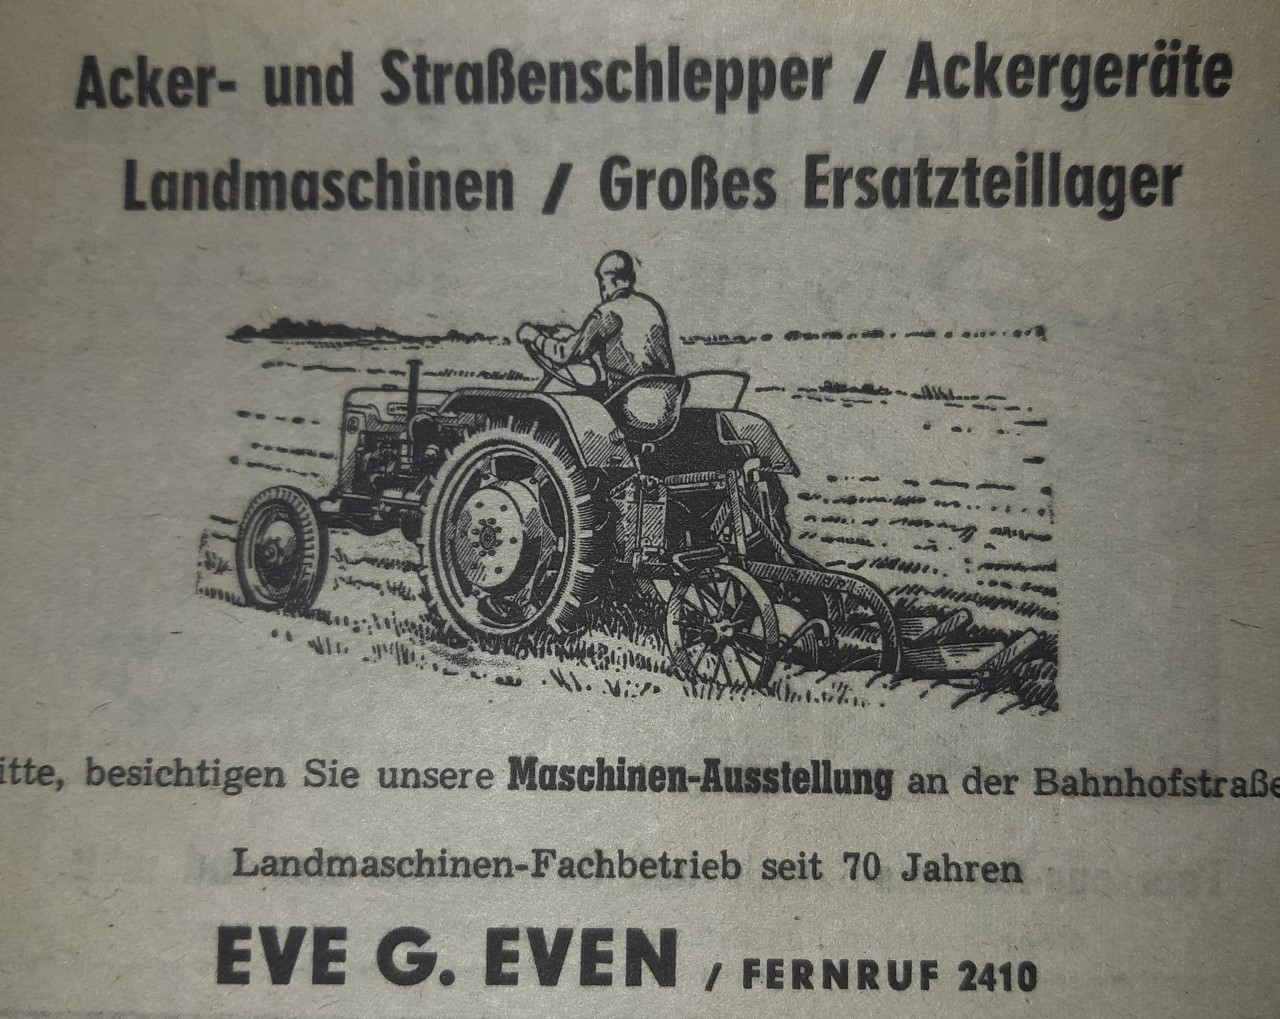 Acker- und Straßenschlepper / Ackergeräte
Landmaschinen / Großes Ersatzteillager
itte, besichtigen Sie unsere Maschinen-Ausstellung an der Bahnhofstraße
Landmaschinen-Fachbetrieb seit 70 Jahren
EVE G. EVEN / FERNRUF 2410